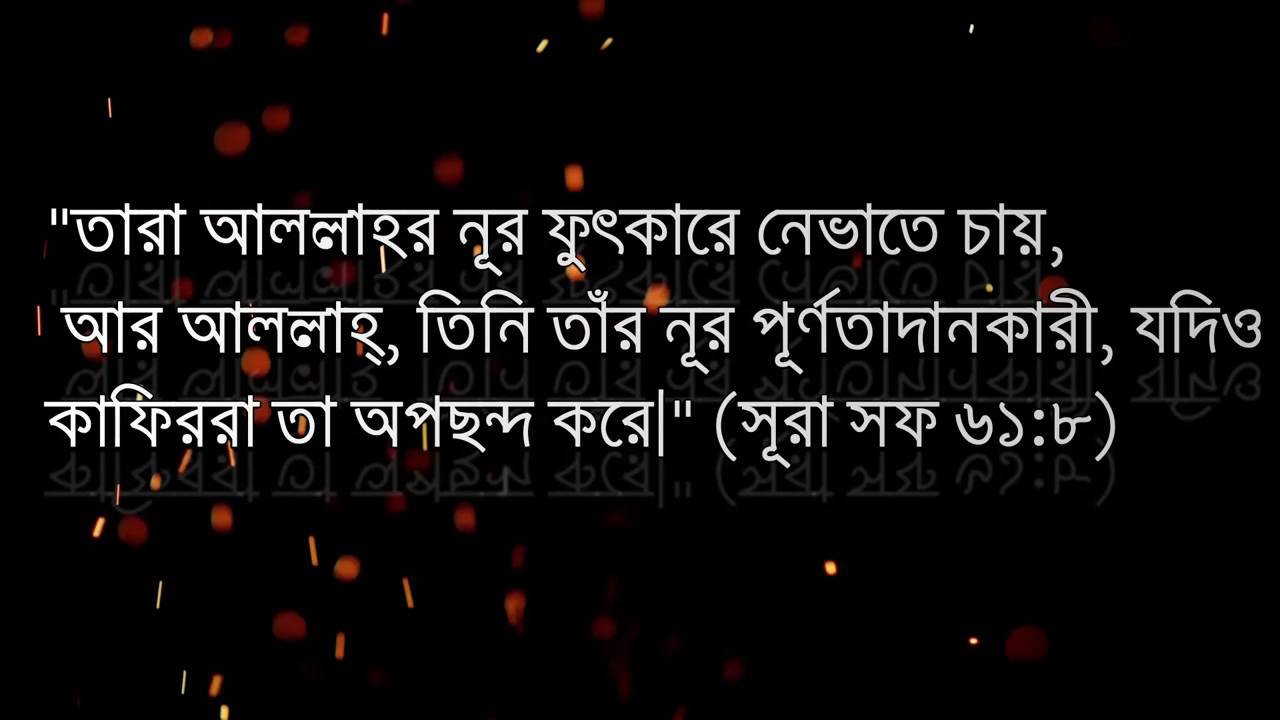 "তারা আললাহর নূর ফুৎকারে নেভাতে চায়,
আর আললাহ্, তিনি তাঁর নূর পূর্ণতাদানকারী, যদিও
কাফিররা তা অপছন্দ করে|" (সূরা সফ ৬১:৮)